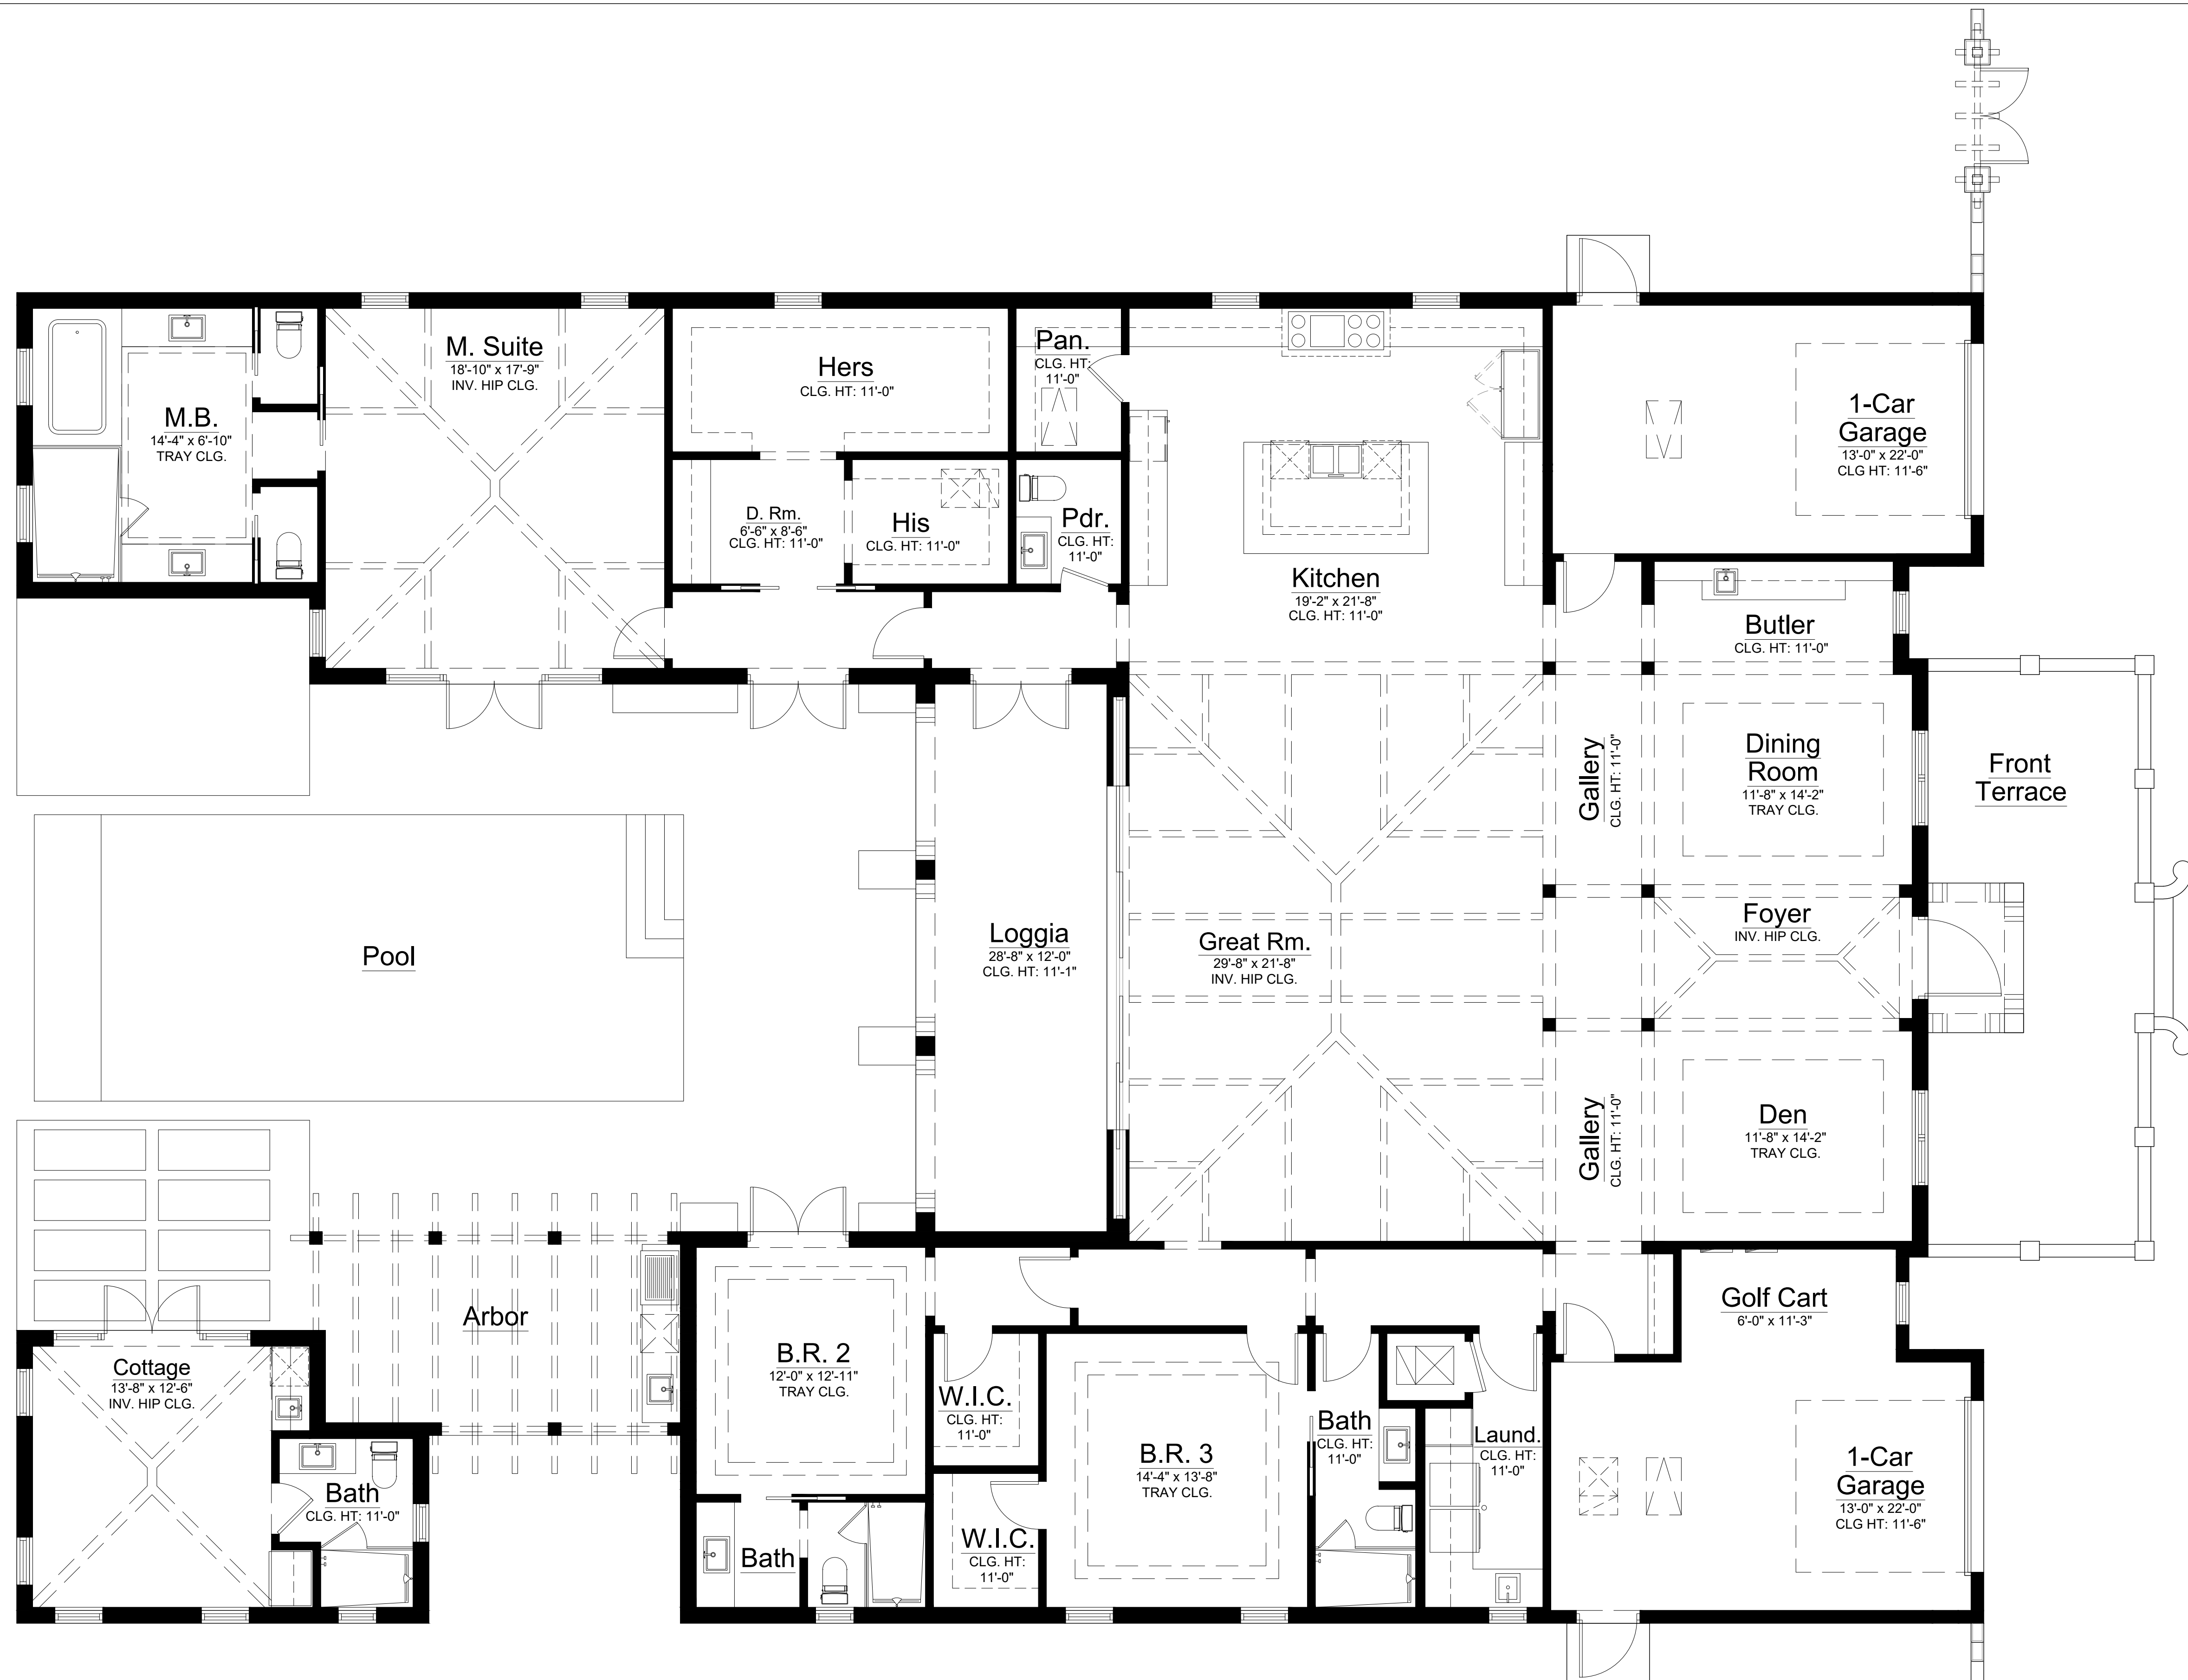 M.B.
14'-4" x 6'-10"
TRAY CLG.
M. Suite
18'-10" x 17'-9"
INV. HIP CLG.
Hers
CLG. HT: 11'-0"
Pan.
CLG. HT:
11'-0"
1-Car
Garage
13'-0" x 22'-0"
CLG HT: 11'-6"
D. Rm.
6'-6" x 8'-6"
CLG. HT: 11'-0"
His
CLG. HT: 11'-0"
Pdr.
CLG. HT:
11'-0"
Kitchen
19'-2" x 21'-8"
CLG. HT: 11'-0"
Butler
CLG. HT: 11'-0"
Gallery
CLG. HT: 11'-0"
Dining
Room
11'-8" x 14'-2"
TRAY CLG.
Front
Terrace
Pool
Loggia
28'-8" x 12'-0"
CLG. HT: 11'-1"
Great Rm.
29'-8" x 21'-8"
INV. HIP CLG.
Foyer
INV. HIP CLG.
Gallery
CLG. HT: 11'-0"
Den
11'-8" x 14'-2"
TRAY CLG.
Arbor
Golf Cart
6'-0" x 11'-3"
Cottage
13'-8" x 12'-6"
INV. HIP CLG.
B.R. 2
12'-0" x 12'-11"
TRAY CLG.
W.I.C.
CLG. HT:
11'-0"
B.R. 3
14'-4" x 13'-8"
TRAY CLG.
Bath
CLG. HT:
11'-0"
Laund.
CLG. HT:
11'-0"
1-Car
Garage
13'-0" x 22'-0"
CLG HT: 11'-6"
Bath
CLG. HT: 11'-0"
Bath
W.I.C.
CLG. HT:
11'-0"